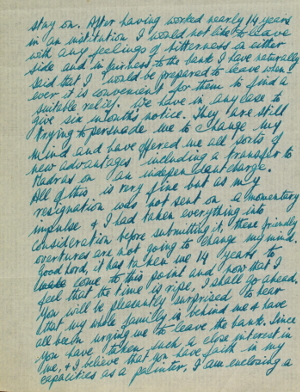 stay on. After having worked nearly 14 years
in an institution I would not like to leave
with any feelings of bitterness on either
side and in fairness to the bank I have naturally
said that I would be prepared to leave when
ever it is convenient for them to find a
suitable relief. We have in any case to
give six months notice. They are still
trying to persuade me to change my
mind and have offered me all sorts of
new advantages including a transfer to
Madras on an independent charge.
All of this is very fine but as my
resignation was not sent on a momentary
impulse & I had taken everything into
consideration before submitting it, these friendly
overtures are not going to change my mind.
Good Lord, it has taken me 14 years to
come to this point and now that I
feel that the time is ripe, I shall go ahead.
You will be pleasantly surprised to hear
that my whole family is behind me & have
all been urging me to leave the bank. Since
you have taken such a close interest in
me, & I believe that you have faith in my
capacities as a painter, I am enclosing a